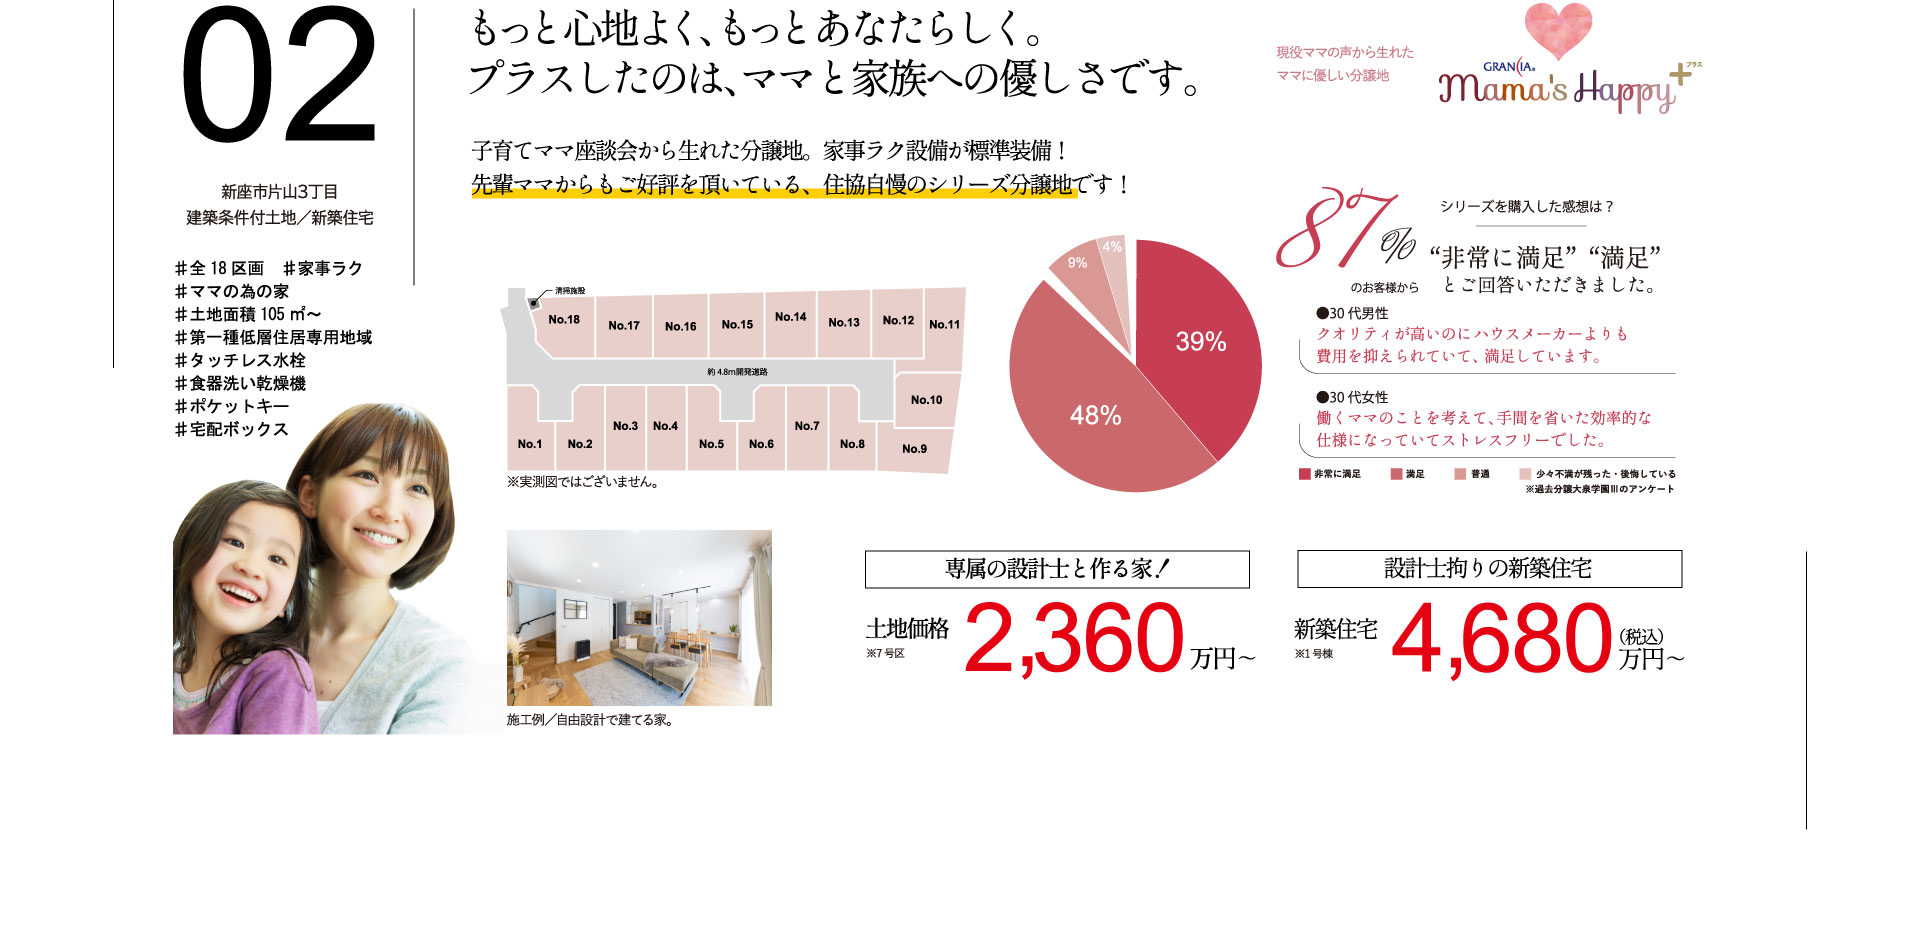 02
新座市片山3丁目
建築条件付土地／新築住宅
♯全18区画　♯家事ラク
♯ママの為の家
♯土地面積105㎡〜
♯第一種低層住居専用地域
♯タッチレス水栓
♯食器洗い乾燥機
♯ポケットキー
♯宅配ボックス
もっと心地よく、もっとあなたらしく。
プラスしたのは、ママと家族への優しさです。
子育てママ座談会から生れた分譲地。家事ラク設備が標準装備！
先輩ママからもご好評を頂いている、住協自慢のシリーズ分譲地です！
現役ママの声から生れた
ママに優しい分譲地
GRANCIA®
Mama's Happy+
プラス
清掃施設
No.18
No.17
No.16
No.15
No.14
No.13
No.12
No.11
約4.8m開発道路
No.10
No.1
No.2
No.3
No.4
No.5
No.6
No.7
No.8
No.9
※実測図ではございません。
4%
9%
39%
48%
87%
のお客様から
シリーズを購入した感想は？
“非常に満足”“満足”
とご回答いただきました。
●30代男性
クオリティが高いのにハウスメーカーよりも
費用を抑えられていて、満足しています。
●30代女性
働くママのことを考えて、手間を省いた効率的な
仕様になっていてストレスフリーでした。
非常に満足　満足　普通　少々不満が残った・後悔している
※過去分譲大泉学園Ⅲのアンケート
施工例／自由設計で建てる家。
専属の設計士と作る家！
土地価格
※7号区
2,360万円〜
設計士拘りの新築住宅
新築住宅
※1号棟
4,680万円〜
（税込）